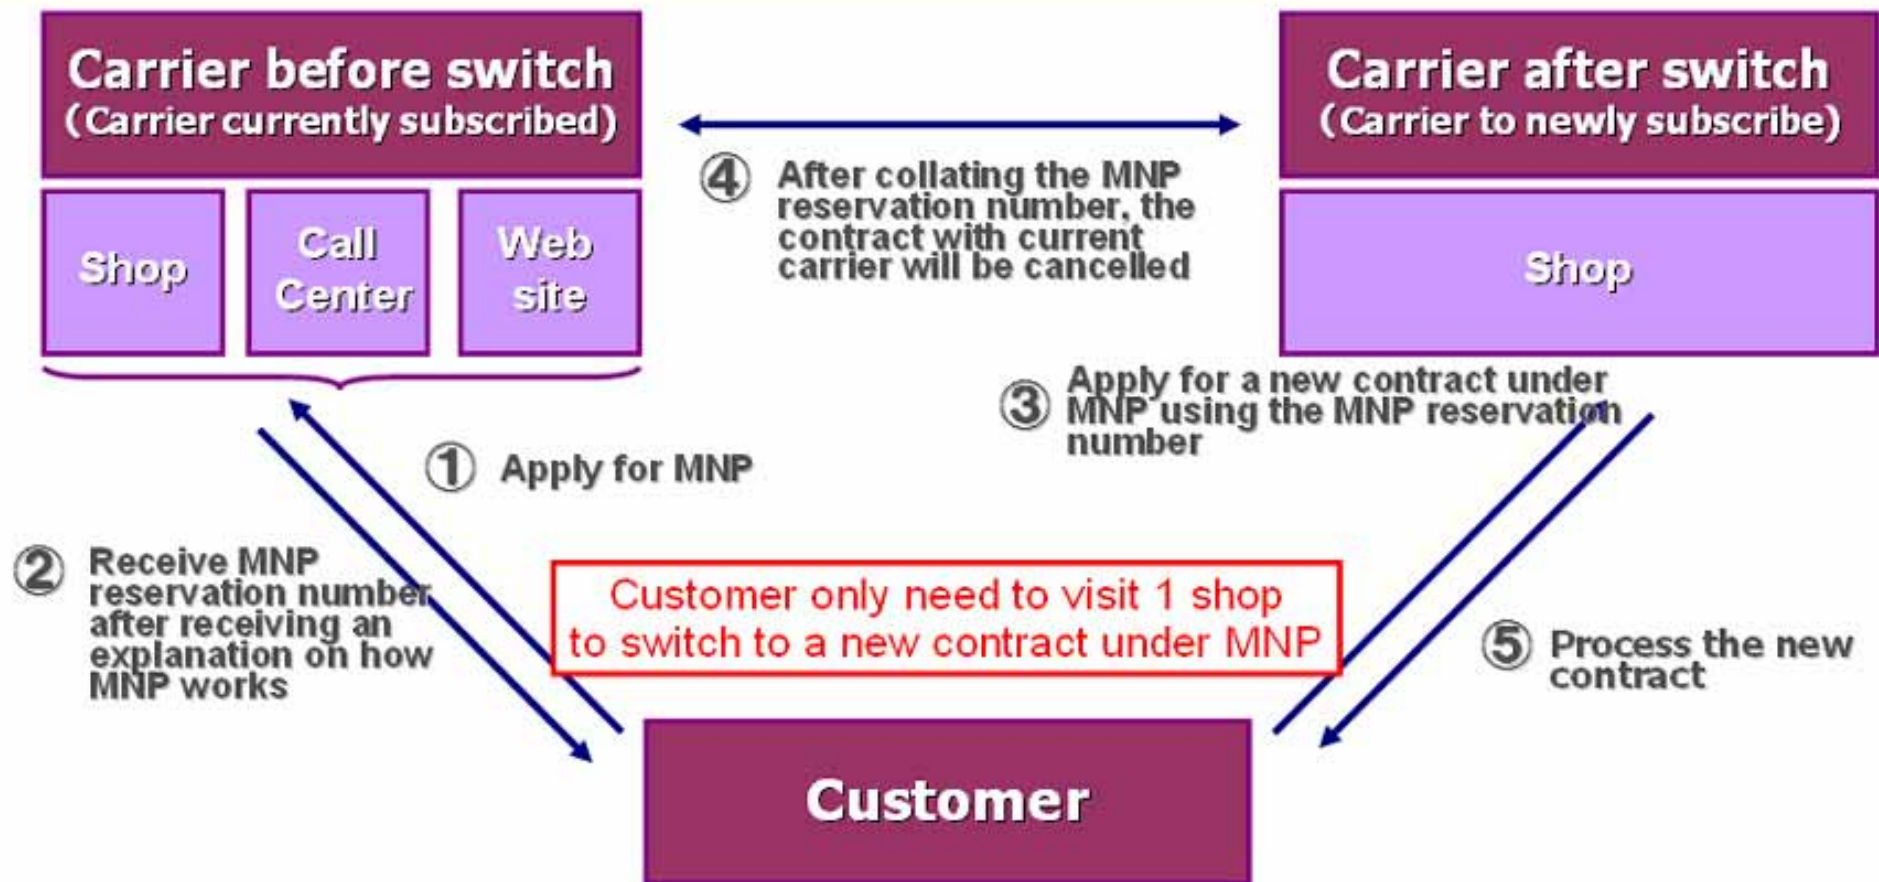 Carrier before switch
(Carrier currently subscribed)
Shop
Call
Center
Web
site
Carrier after switch
(Carrier to newly subscribe)
Shop
④ After collating the MNP
reservation number, the
contract with current
carrier will be cancelled
③ Apply for a new contract under
MNP using the MNP reservation
number
① Apply for MNP
② Receive MNP
reservation number
after receiving an
explanation on how
MNP works
Customer only need to visit 1 shop
to switch to a new contract under MNP
⑤ Process the new
contract
Customer